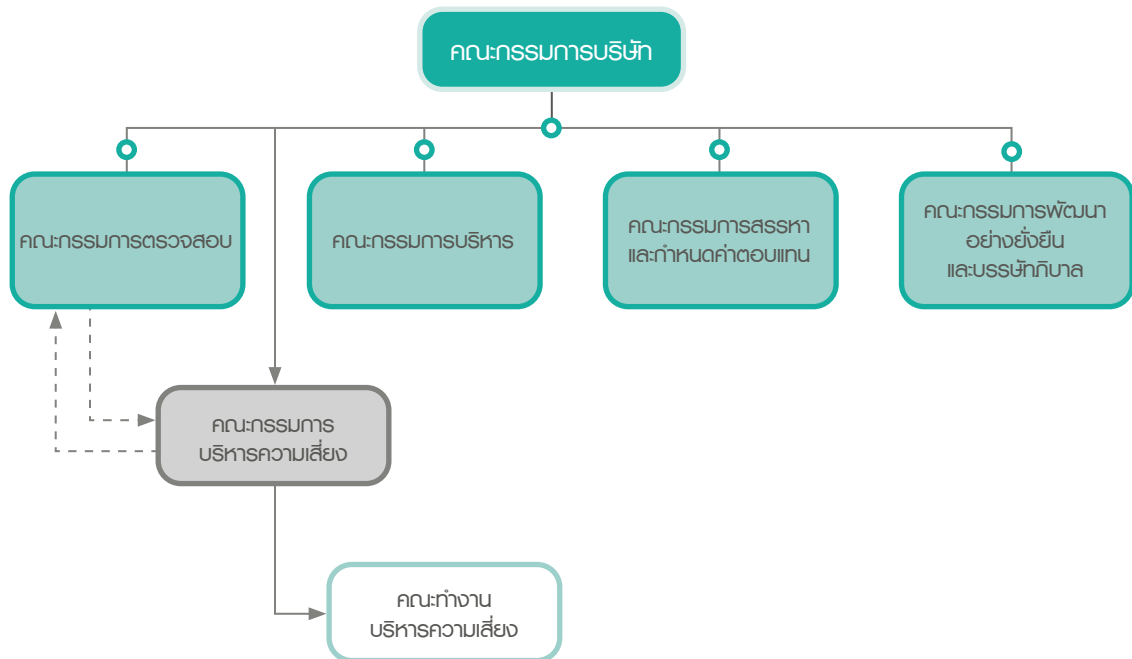 คณะกรรมการบริษัท
คณะกรรมการตรวจสอบ
คณะกรรมการบริหาร
คณะกรรมการสรรหา
และกำหนดค่าตอบแทน
คณะกรรมการพัฒนา
อย่างยั่งยืน
และบรรษัทภิบาล
คณะกรรมการ
บริหารความเสี่ยง
คณะทำงาน
บริหารความเสี่ยง